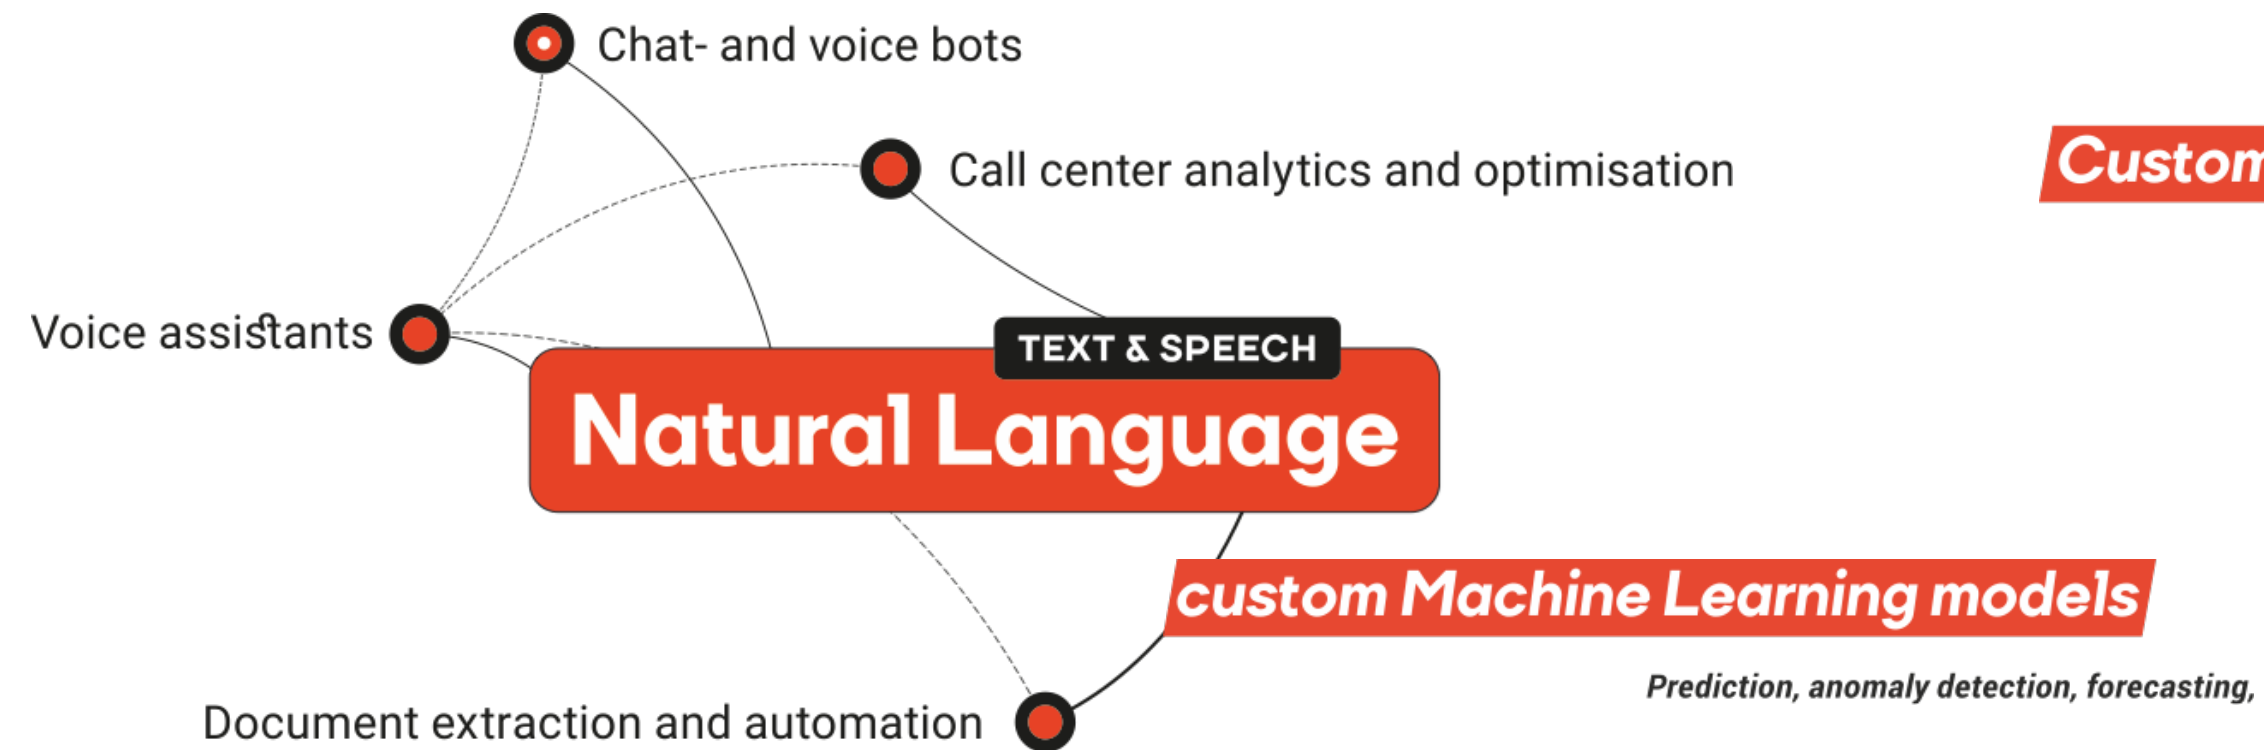 Chat- and voice bots
Call center analytics and optimisation
Custom
Voice assistants
TEXT & SPEECH
Natural Language
custom Machine Learning models
Prediction, anomaly detection, forecasting,
Document extraction and automation